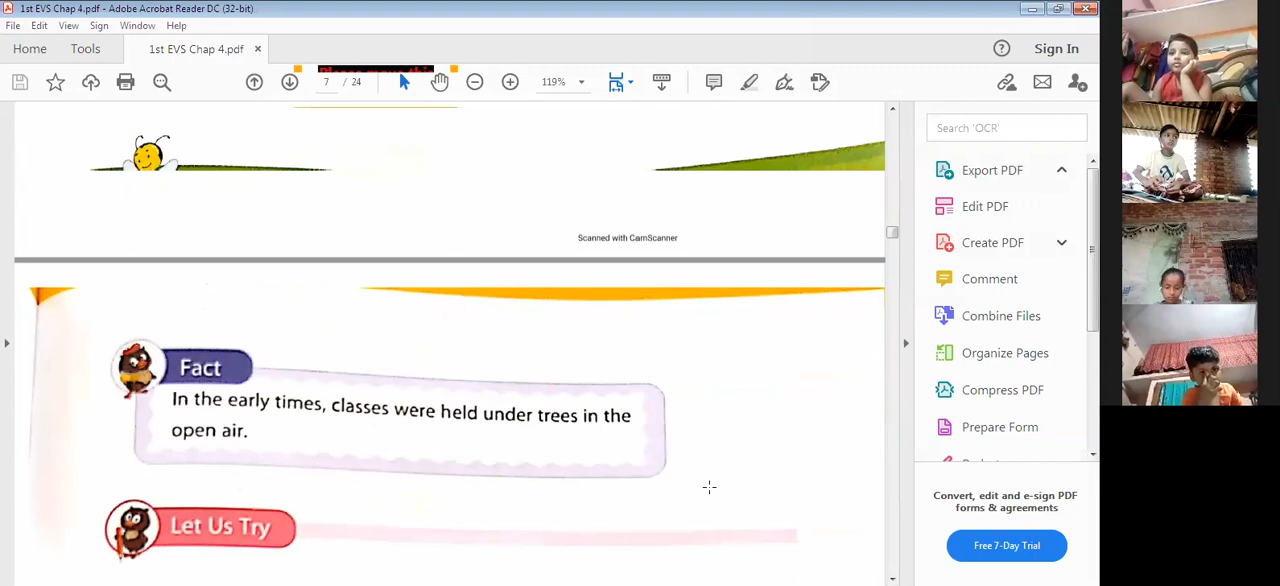 1st EVS Chap 4.pdf - Adobe Acrobat Reader DC (32-bit)
File Edit View Sign Window Help
Home Tools 1st EVS Chap 4.pdf × Sign In
7 / 24 119%
Search 'OCR'
Export PDF
Edit PDF
Create PDF
Comment
Combine Files
Organize Pages
Compress PDF
Prepare Form
Convert, edit and e-sign PDF
forms & agreements
Free 7-Day Trial
Scanned with CamScanner
Fact
In the early times, classes were held under trees in the
open air.
Let Us Try